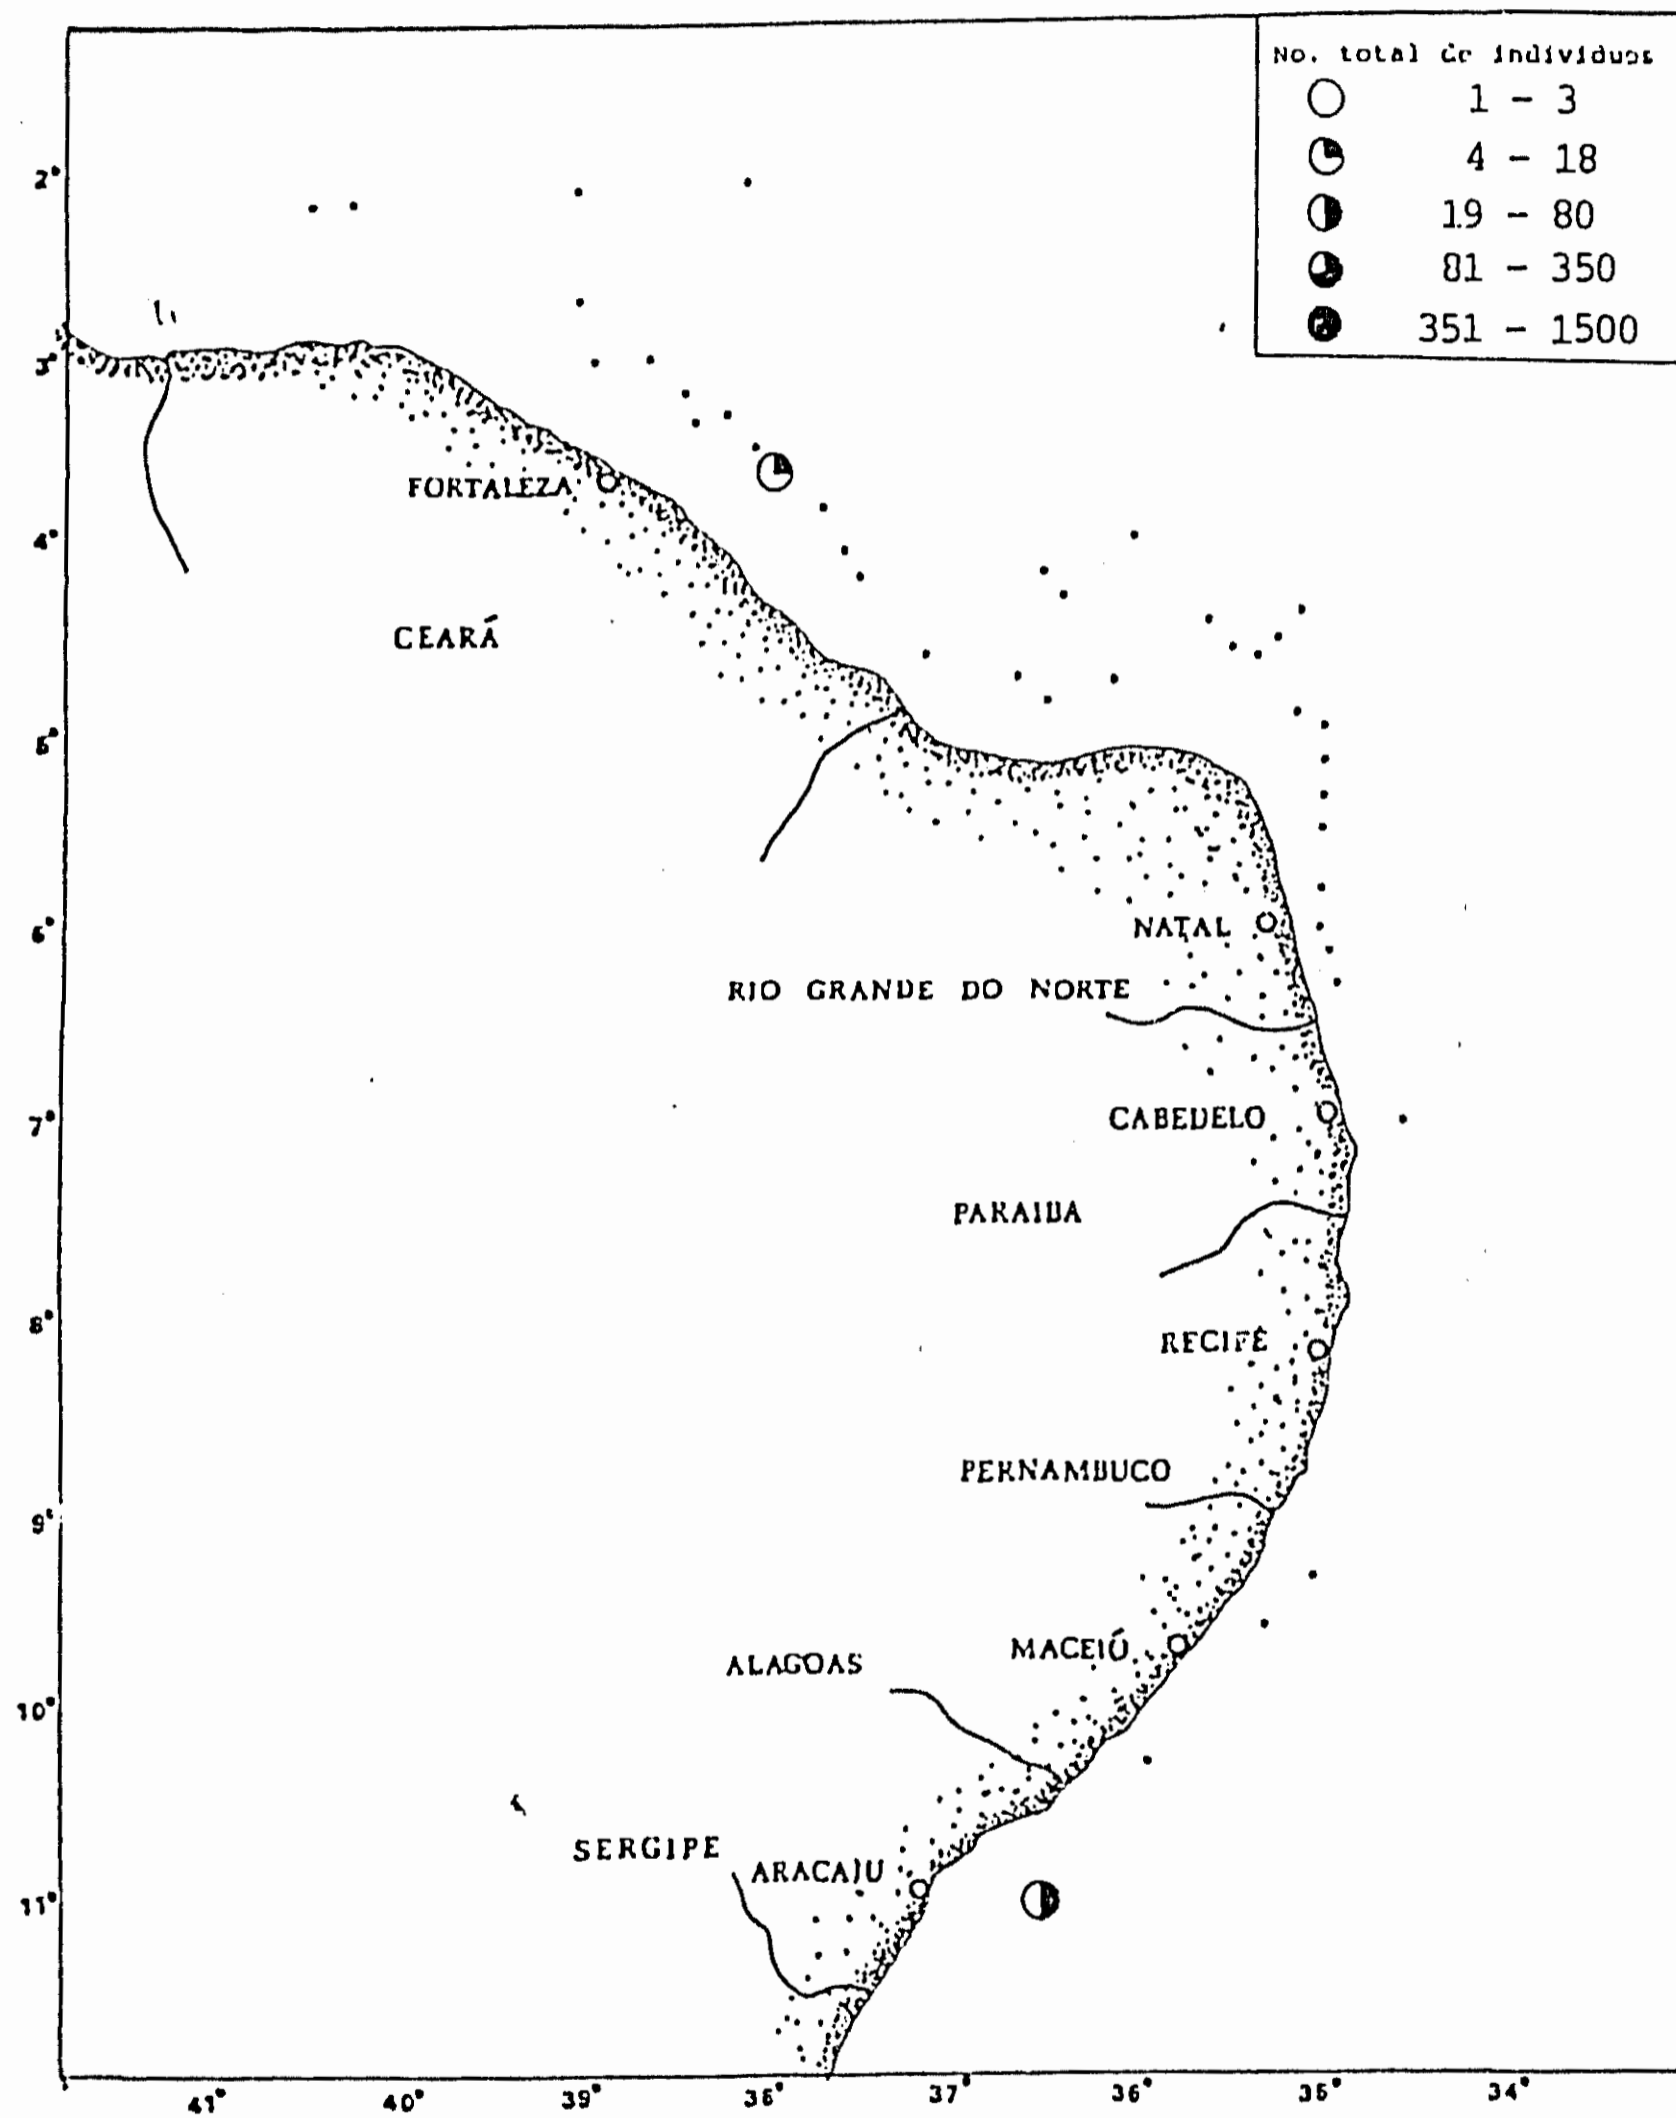 No. total de individuos
1 - 3
4 - 18
19 - 80
81 - 350
351 - 1500
2°
3°
FORTALEZA
4°
CEARÁ
5°
6°
NATAL
RIO GRANDE DO NORTE
7°
CABEDELO
PARAIBA
8°
RECIFE
PERNAMBUCO
9°
MACEIÓ
ALAGOAS
10°
SERGIPE
ARACAJU
11°
41° 40° 39° 38° 37° 36° 35° 34°